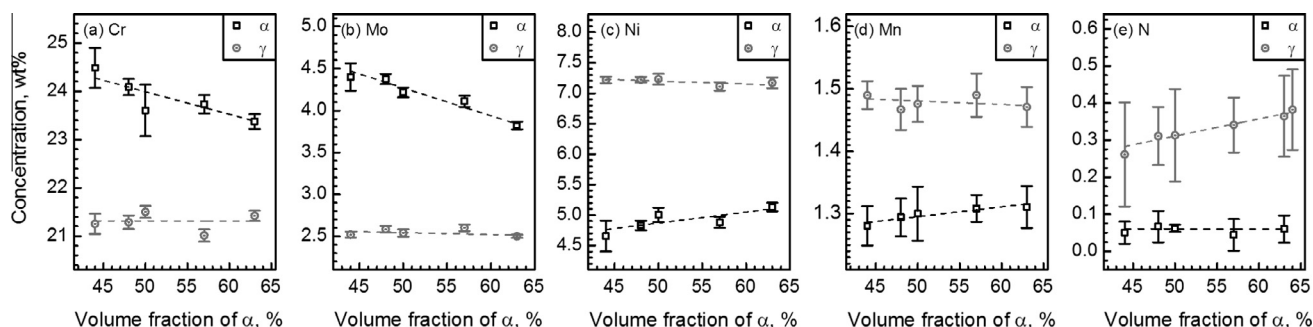 Concentration, wt%
(a) Cr
α
γ
25
24
23
22
21
45 50 55 60 65
Volume fraction of α, %
(b) Mo
α
γ
5.0
4.5
4.0
3.5
3.0
2.5
45 50 55 60 65
Volume fraction of α, %
(c) Ni
α
γ
8.0
7.5
7.0
6.5
6.0
5.5
5.0
4.5
45 50 55 60 65
Volume fraction of α, %
(d) Mn
α
γ
1.6
1.5
1.4
1.3
45 50 55 60 65
Volume fraction of α, %
(e) N
α
γ
0.6
0.5
0.4
0.3
0.2
0.1
0.0
45 50 55 60 65
Volume fraction of α, %